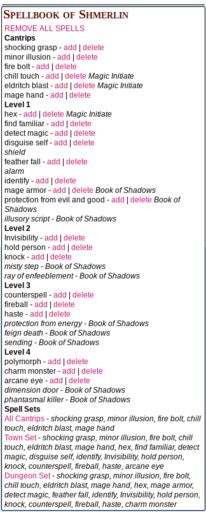 Spellbook of Shmerlin
REMOVE ALL SPELLS
Cantrips
shocking grasp - add | delete
minor illusion - add | delete
fire bolt - add | delete
chill touch - add | delete Magic Initiate
eldritch blast - add | delete Magic Initiate
mage hand - add | delete
Level 1
hex - add | delete Magic Initiate
find familiar - add | delete
detect magic - add | delete
disguise self - add | delete
shield
feather fall - add | delete
alarm
identify - add | delete
mage armor - add | delete Book of Shadows
protection from evil and good - add | delete Book of
Shadows
illusory script - Book of Shadows
Level 2
Invisibility - add | delete
hold person - add | delete
knock - add | delete
misty step - Book of Shadows
ray of enfeeblement - Book of Shadows
Level 3
counterspell - add | delete
fireball - add | delete
haste - add | delete
protection from energy - Book of Shadows
feign death - Book of Shadows
sending - Book of Shadows
Level 4
polymorph - add | delete
charm monster - add | delete
arcane eye - add | delete
dimension door - Book of Shadows
phantasmal killer - Book of Shadows
Spell Sets
All Cantrips - shocking grasp, minor illusion, fire bolt, chill
touch, eldritch blast, mage hand
Town Set - shocking grasp, minor illusion, fire bolt, chill
touch, eldritch blast, mage hand, hex, find familiar, detect
magic, disguise self, identify, Invisibility, hold person,
knock, counterspell, fireball, haste, arcane eye
Dungeon Set - shocking grasp, minor illusion, fire bolt,
chill touch, eldritch blast, mage hand, hex, mage armor,
detect magic, feather fall, identify, Invisibility, hold person,
knock, counterspell, fireball, haste, charm monster